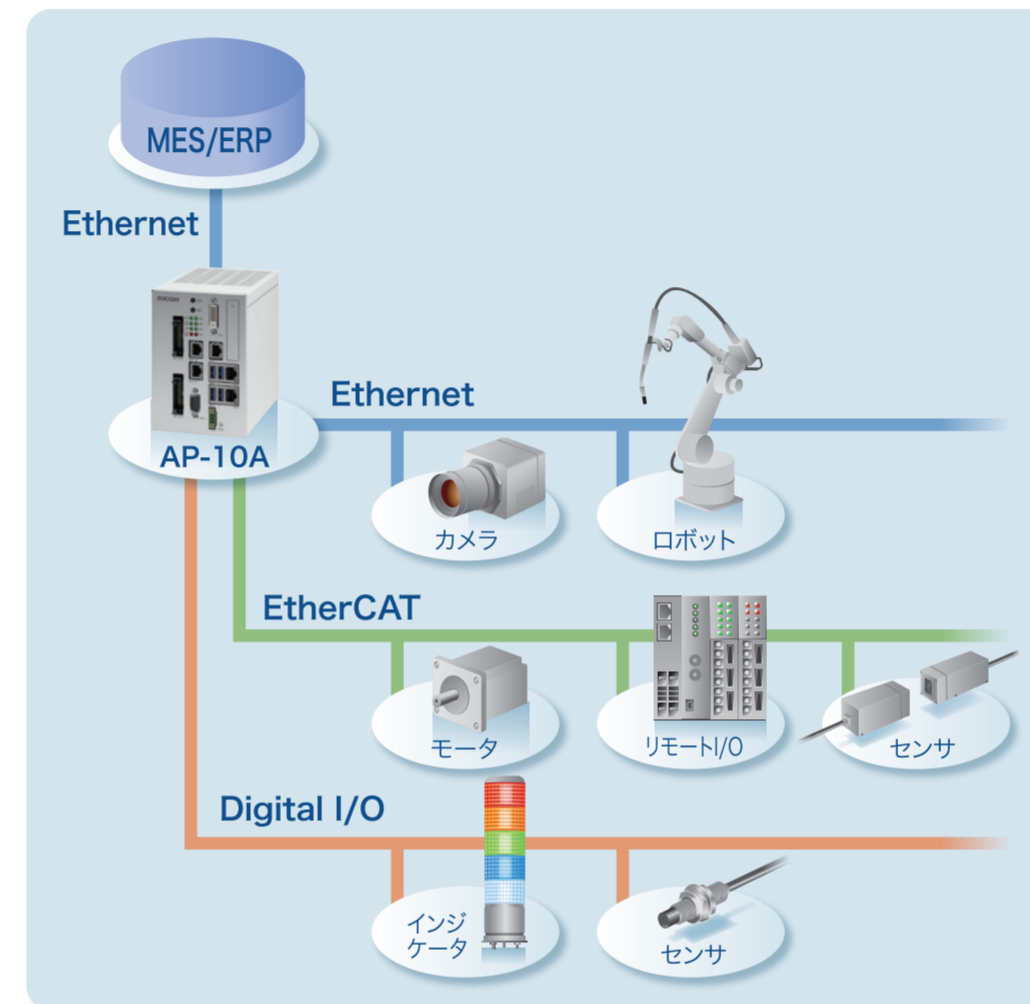 MES/ERP
Ethernet
RICOH
AP-10A
Ethernet
カメラ
ロボット
EtherCAT
モータ
リモートI/O
センサ
Digital I/O
インジ
ケータ
センサ